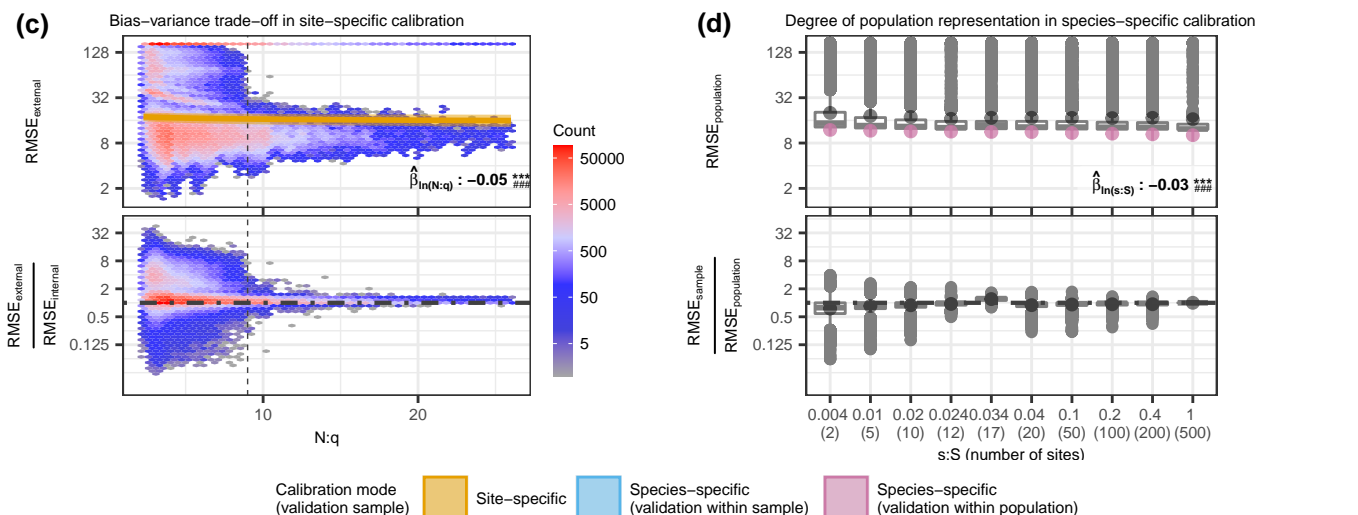 (c)
Bias−variance trade−off in site−specific calibration
128
32
8
2
RMSEexternal
β̂ln(N:q) : −0.05 ***
###
32
8
2
0.5
0.125
RMSEexternal
RMSEinternal
10
20
N:q
Count
50000
5000
500
50
5
(d)
Degree of population representation in species−specific calibration
128
32
8
2
RMSEpopulation
β̂ln(s:S) : −0.03 ***
###
32
8
2
0.5
0.125
RMSEsample
RMSEpopulation
0.004 0.01 0.02 0.024 0.034 0.04 0.1 0.2 0.4 1
(2) (5) (10) (12) (17) (20) (50) (100) (200) (500)
s:S (number of sites)
Calibration mode
(validation sample)
Site−specific
Species−specific
(validation within sample)
Species−specific
(validation within population)